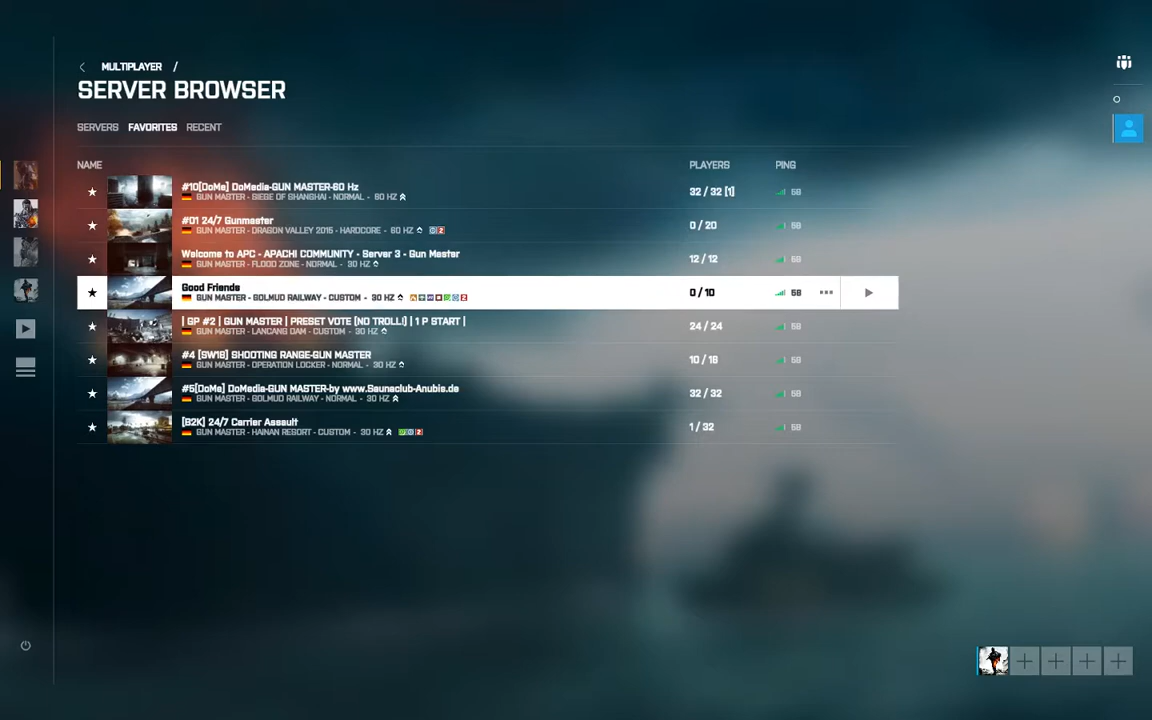 MULTIPLAYER /
SERVER BROWSER
SERVERS FAVORITES RECENT
NAME PLAYERS PING
#10[DoMe] DoMedia-GUN MASTER-60 Hz 32 / 32 [1] 58
GUN MASTER - SIEGE OF SHANGHAI - NORMAL - 60 HZ
#01 24/7 Gunmaster 0 / 20 58
GUN MASTER - DRAGON VALLEY 2015 - HARDCORE - 60 HZ
Welcome to APC - APACHI COMMUNITY - Server 3 - Gun Master 12 / 12 58
GUN MASTER - FLOOD ZONE - NORMAL - 30 HZ
Good Friends 0 / 10 58
GUN MASTER - GOLMUD RAILWAY - CUSTOM - 30 HZ
| GP #2 | GUN MASTER | PRESET VOTE [NO TROLL!] | 1 P START | 24 / 24 58
GUN MASTER - LANCANG DAM - CUSTOM - 30 HZ
#4 [SW16] SHOOTING RANGE-GUN MASTER 10 / 16 58
GUN MASTER - OPERATION LOCKER - NORMAL - 30 HZ
#5[DoMe] DoMedia-GUN MASTER-by www.Saunaclub-Anubis.de 32 / 32 58
GUN MASTER - GOLMUD RAILWAY - NORMAL - 30 HZ
[B2K] 24/7 Carrier Assault 1 / 32 58
GUN MASTER - HAINAN RESORT - CUSTOM - 30 HZ